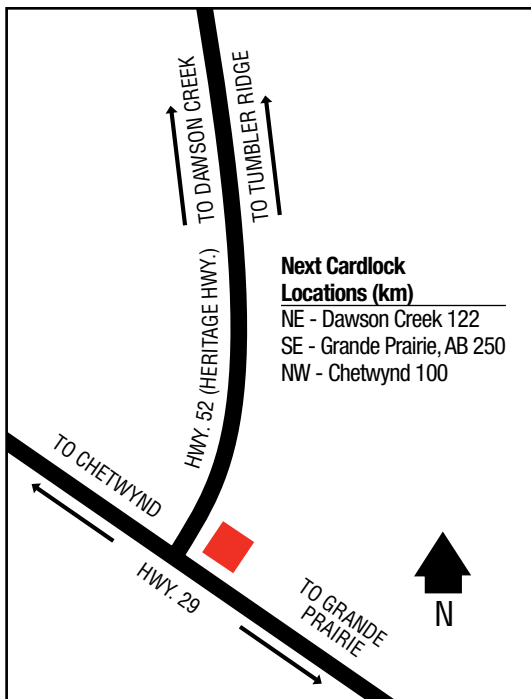 TO DAWSON CREEK
TO TUMBLER RIDGE
Next Cardlock
Locations (km)
NE - Dawson Creek 122
SE - Grande Prairie, AB 250
NW - Chetwynd 100
HWY. 52 (HERITAGE HWY.)
TO CHETWYND
HWY. 29
TO GRANDE
PRAIRIE
N